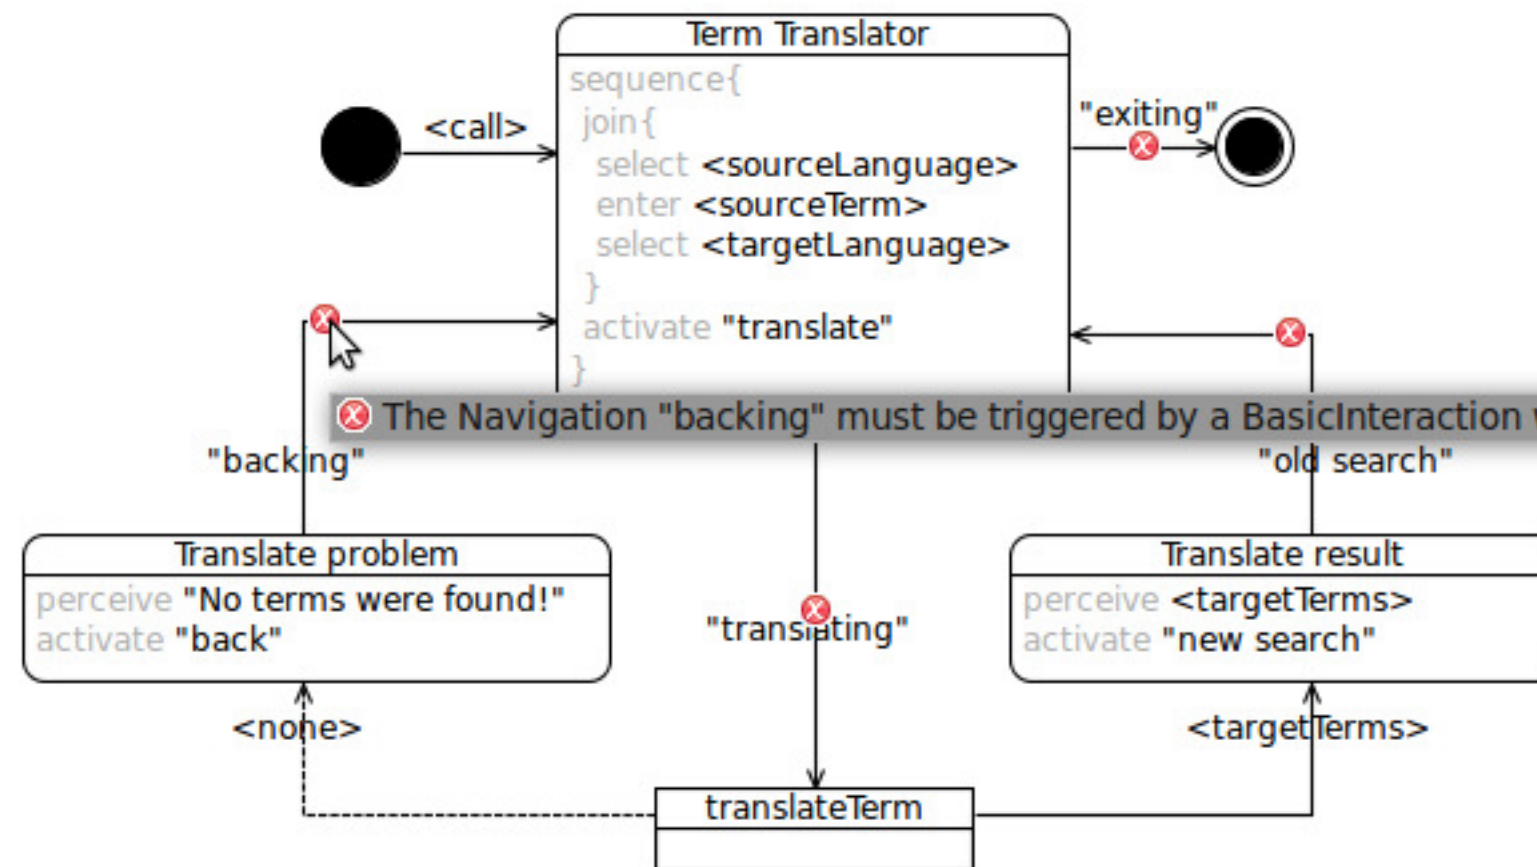 Term Translator
sequence{
join{
select <sourceLanguage>
enter <sourceTerm>
select <targetLanguage>
}
activate "translate"
}
<call>
"exiting"
The Navigation "backing" must be triggered by a BasicInteraction
"backing"
"old search"
Translate problem
perceive "No terms were found!"
activate "back"
"translating"
Translate result
perceive <targetTerms>
activate "new search"
<none>
<targetTerms>
translateTerm